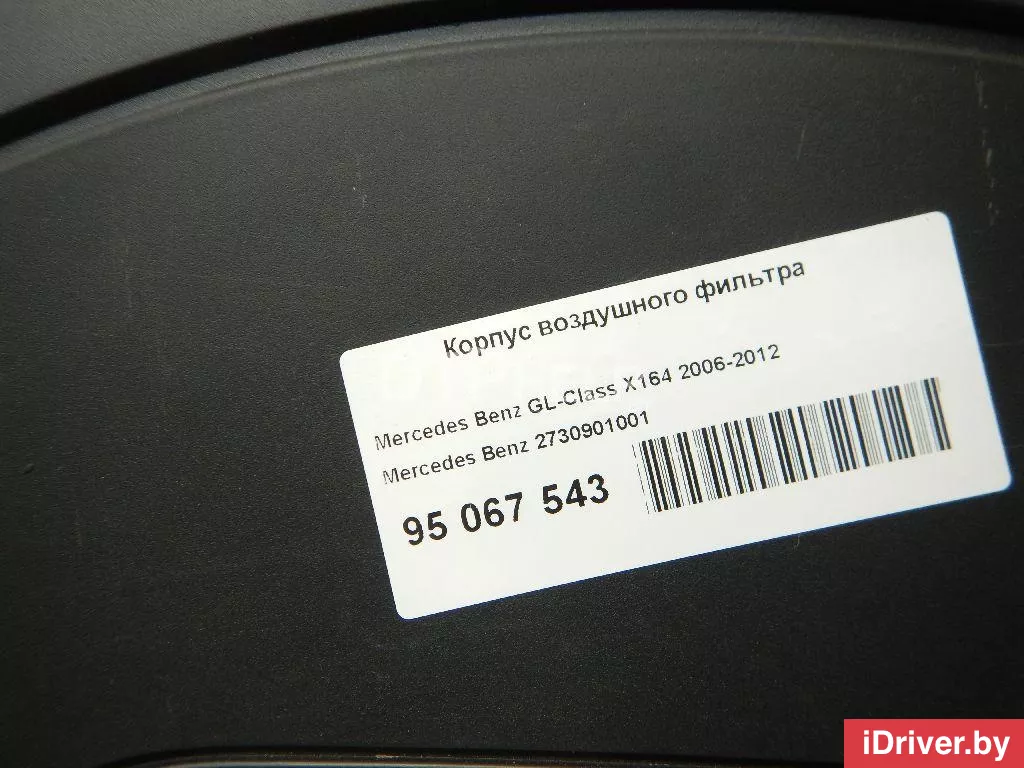 Корпус воздушного фильтра
Mercedes Benz GL-Class X164 2006-2012
Mercedes Benz 2730901001
95 067 543
iDriver.by